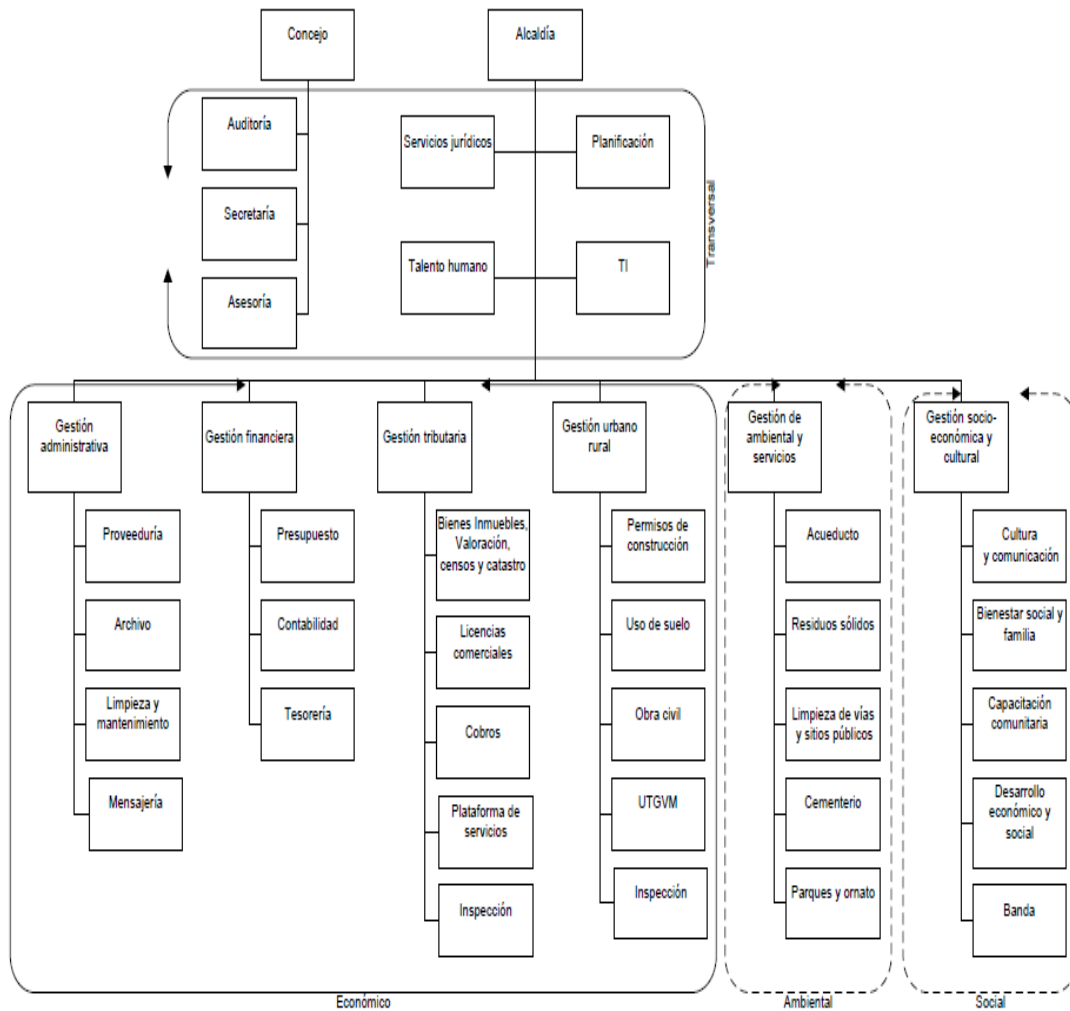 Concejo
Alcaldía
Auditoría
Servicios jurídicos
Planificación
Transversal
Secretaría
Talento humano
TI
Asesoría
Gestión
administrativa
Gestión financiera
Gestión tributaria
Gestión urbano
rural
Gestión de
ambiental y
servicios
Gestión socio-
económica y
cultural
Proveeduría
Presupuesto
Bienes Inmuebles,
Valoración,
censos y catastro
Permisos de
construcción
Acueducto
Cultura
y comunicación
Archivo
Contabilidad
Licencias
comerciales
Uso de suelo
Residuos sólidos
Bienestar social y
familia
Limpieza y
mantenimiento
Tesorería
Cobros
Obra civil
Limpieza de vías
y sitios públicos
Capacitación
comunitaria
Mensajería
Plataforma de
servicios
UTGVM
Cementerio
Desarrollo
económico y
social
Inspección
Inspección
Parques y ornato
Banda
Económico
Ambiental
Social